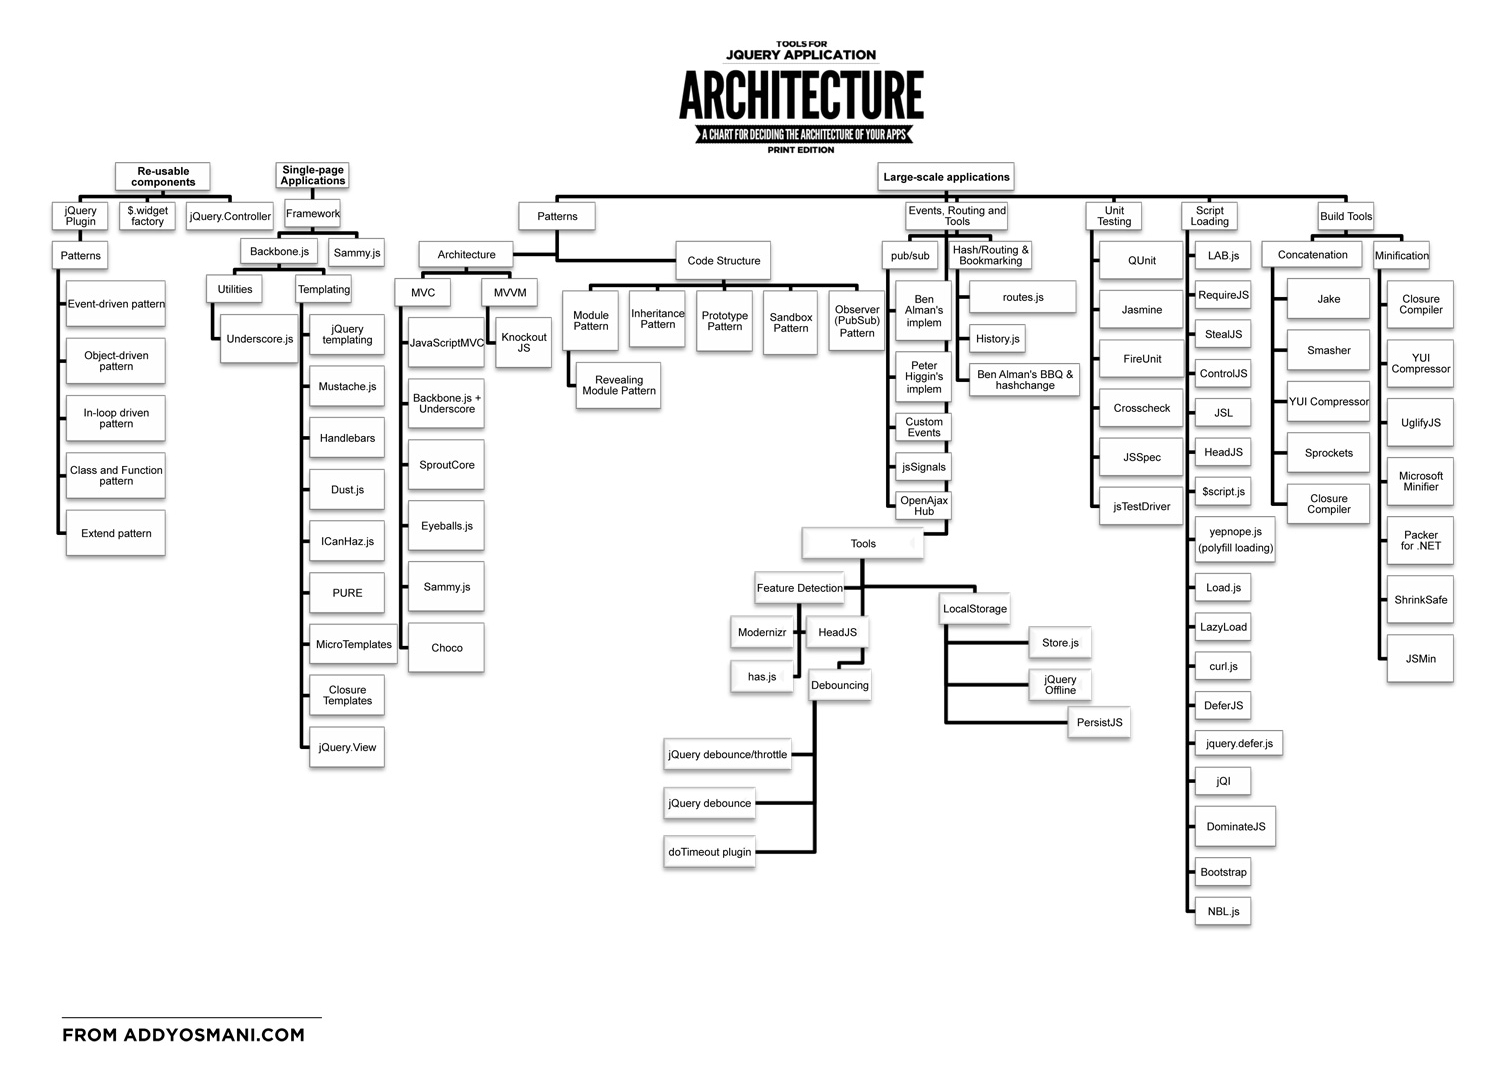 TOOLS FOR
JQUERY APPLICATION
ARCHITECTURE
A CHART FOR DECIDING THE ARCHITECTURE OF YOUR APPS
PRINT EDITION
Re-usable
components
jQuery
Plugin
$.widget
factory
jQuery.Controller
Patterns
Event-driven pattern
Object-driven
pattern
In-loop driven
pattern
Class and Function
pattern
Extend pattern
Single-page
Applications
Framework
Backbone.js
Sammy.js
Utilities
Templating
Underscore.js
jQuery
templating
Mustache.js
Handlebars
Dust.js
ICanHaz.js
PURE
MicroTemplates
Closure
Templates
jQuery.View
Large-scale applications
Patterns
Architecture
MVC
MVVM
JavaScriptMVC
Backbone.js +
Underscore
SproutCore
Eyeballs.js
Sammy.js
Choco
Knockout
JS
Code Structure
Module
Pattern
Inheritance
Pattern
Prototype
Pattern
Sandbox
Pattern
Observer
(PubSub)
Pattern
Revealing
Module Pattern
Events, Routing and
Tools
pub/sub
Hash/Routing &
Bookmarking
Ben
Alman's
implem
Peter
Higgin's
implem
Custom
Events
jsSignals
OpenAjax
Hub
routes.js
History.js
Ben Alman's BBQ &
hashchange
Tools
Feature Detection
Modernizr
HeadJS
has.js
LocalStorage
Store.js
jQuery
Offline
PersistJS
Debouncing
jQuery debounce/throttle
jQuery debounce
doTimeout plugin
Unit
Testing
QUnit
Jasmine
FireUnit
Crosscheck
JSSpec
jsTestDriver
Script
Loading
LAB.js
RequireJS
StealJS
ControlJS
JSL
HeadJS
$script.js
yepnope.js
(polyfill loading)
Load.js
LazyLoad
curl.js
DeferJS
jquery.defer.js
jQl
DominateJS
Bootstrap
NBL.js
Build Tools
Concatenation
Minification
Jake
Smasher
YUI Compressor
Sprockets
Closure
Compiler
Closure
Compiler
YUI
Compressor
UglifyJS
Microsoft
Minifier
Packer
for .NET
ShrinkSafe
JSMin
FROM ADDYOSMANI.COM